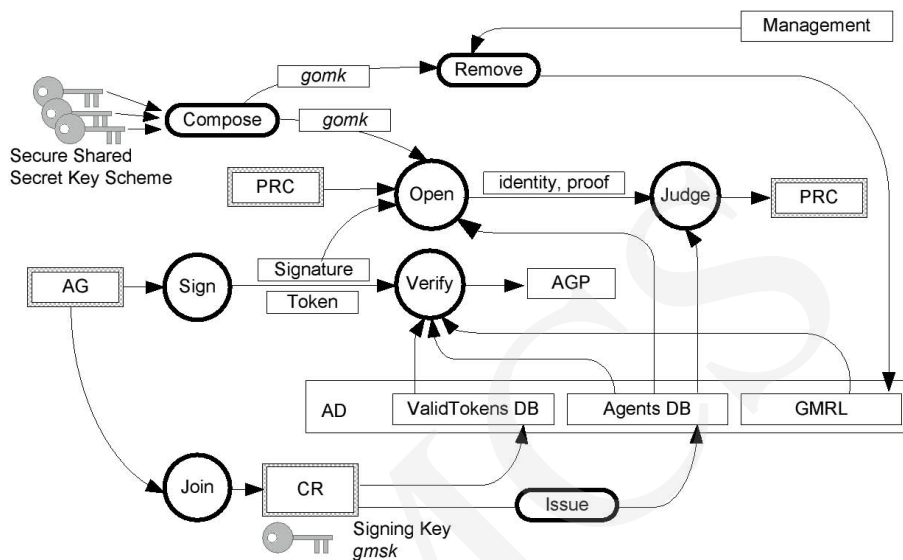 Management
gomk
Remove
Compose
gomk
Secure Shared
Secret Key Scheme
PRC
Open
identity, proof
Judge
PRC
AG
Sign
Signature
Token
Verify
AGP
AD
ValidTokens DB
Agents DB
GMRL
Join
CR
Issue
Signing Key
gmsk
MCS